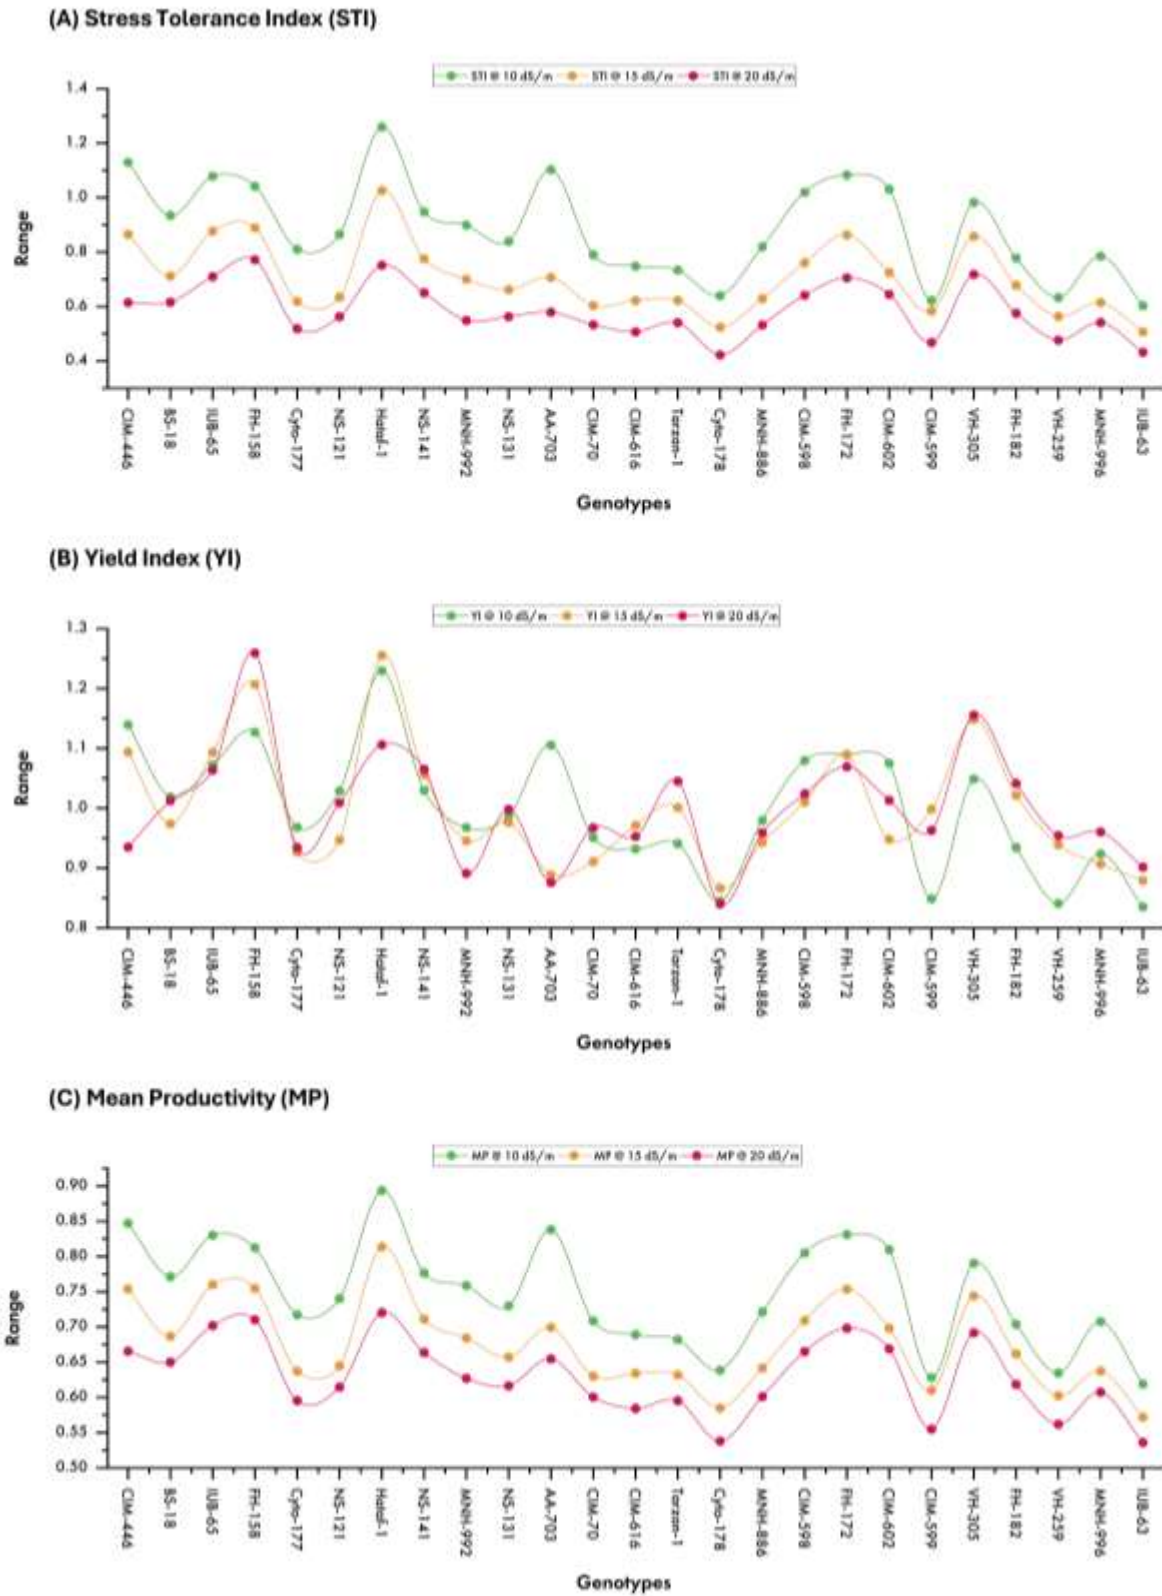 (A) Stress Tolerance Index (STI)
STI @ 10 dS/m STI @ 15 dS/m STI @ 20 dS/m
1.4
1.2
1.0
0.8
0.6
0.4
Range
CIM-446 BS-18 IUB-65 FH-158 Cyto-177 NS-121 Hataf-1 NS-141 MNH-992 NS-131 AA-703 CIM-70 CIM-616 Tarzan-1 Cyto-178 MNH-886 CIM-598 FH-172 CIM-602 CIM-599 VH-305 FH-182 VH-259 MNH-996 IUB-63
Genotypes
(B) Yield Index (YI)
YI @ 10 dS/m YI @ 15 dS/m YI @ 20 dS/m
1.3
1.2
1.1
1.0
0.9
0.8
Range
CIM-446 BS-18 IUB-65 FH-158 Cyto-177 NS-121 Hataf-1 NS-141 MNH-992 NS-131 AA-703 CIM-70 CIM-616 Tarzan-1 Cyto-178 MNH-886 CIM-598 FH-172 CIM-602 CIM-599 VH-305 FH-182 VH-259 MNH-996 IUB-63
Genotypes
(C) Mean Productivity (MP)
MP @ 10 dS/m MP @ 15 dS/m MP @ 20 dS/m
0.90
0.85
0.80
0.75
0.70
0.65
0.60
0.55
0.50
Range
CIM-446 BS-18 IUB-65 FH-158 Cyto-177 NS-121 Hataf-1 NS-141 MNH-992 NS-131 AA-703 CIM-70 CIM-616 Tarzan-1 Cyto-178 MNH-886 CIM-598 FH-172 CIM-602 CIM-599 VH-305 FH-182 VH-259 MNH-996 IUB-63
Genotypes